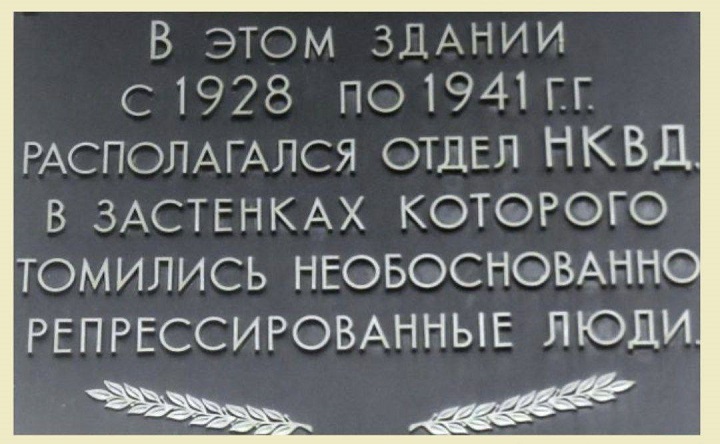 В ЭТОМ ЗДАНИИ
С 1928 ПО 1941 Г.Г.
РАСПОЛАГАЛСЯ ОТДЕЛ НКВД,
В ЗАСТЕНКАХ КОТОРОГО
ТОМИЛИСЬ НЕОБОСНОВАННО
РЕПРЕССИРОВАННЫЕ ЛЮДИ.